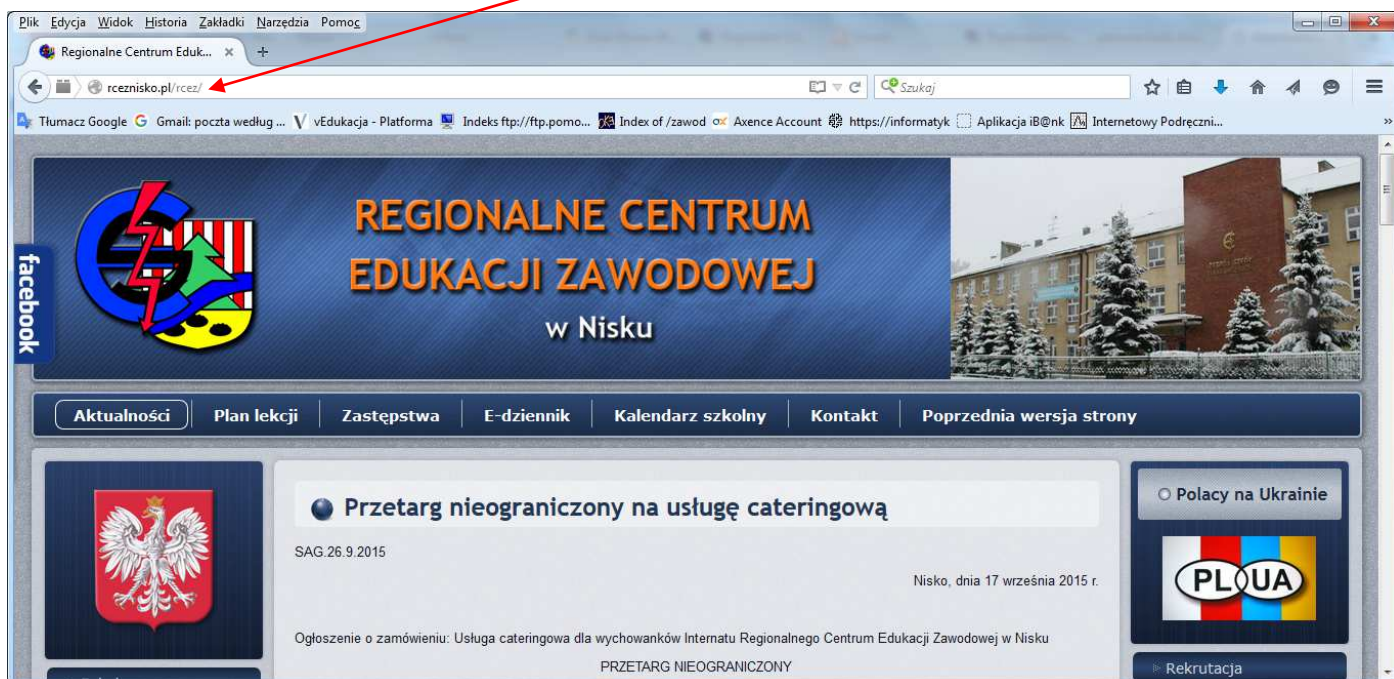 Plik Edycja Widok Historia Zakładki Narzędzia Pomoc
Regionalne Centrum Eduk... × +
rceznisko.pl/rcez/ Szukaj
Tłumacz Google G Gmail: poczta według ... V vEdukacja - Platforma Indeks ftp://ftp.pomo... Index of /zawod Axence Account https://informatyk Aplikacja iB@nk Internetowy Podręczni... »
REGIONALNE CENTRUM
EDUKACJI ZAWODOWEJ
w Nisku
facebook
Aktualności Plan lekcji Zastępstwa E-dziennik Kalendarz szkolny Kontakt Poprzednia wersja strony
Przetarg nieograniczony na usługę cateringową
SAG.26.9.2015
Nisko, dnia 17 września 2015 r.
Ogłoszenie o zamówieniu: Usługa cateringowa dla wychowanków Internatu Regionalnego Centrum Edukacji Zawodowej w Nisku
PRZETARG NIEOGRANICZONY
Polacy na Ukrainie
PL UA
Rekrutacja